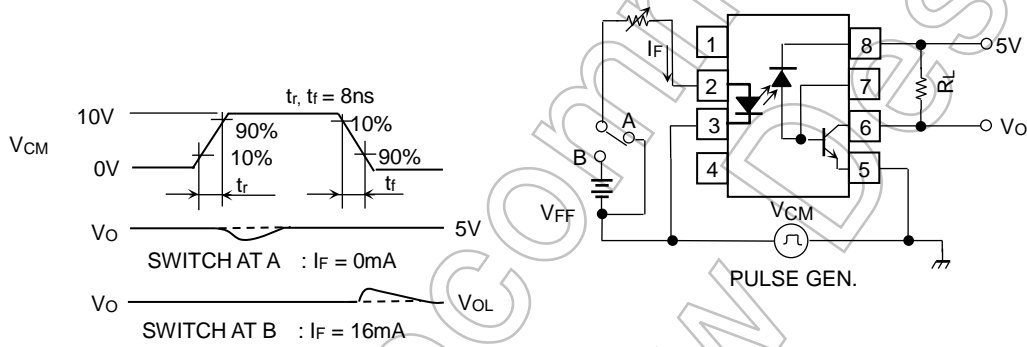 tr, tf = 8ns
10V
90%
10%
VCM
10%
90%
0V
tr
tf
VO
5V
SWITCH AT A : IF = 0mA
VO
VOL
SWITCH AT B : IF = 16mA
IF
1
8
5V
2
7
RL
3
6
VO
A
B
4
5
VFF
VCM
PULSE GEN.